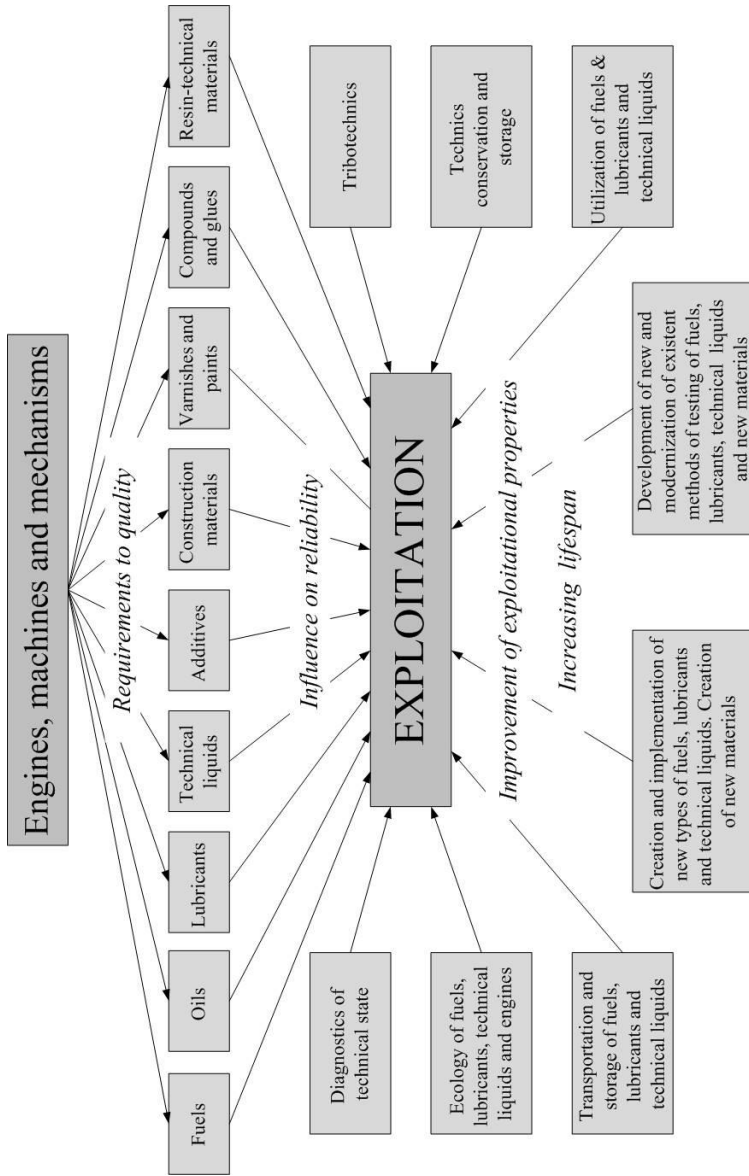 Engines, machines and mechanisms
Requirements to quality
Fuels
Oils
Lubricants
Technical
liquids
Additives
Construction
materials
Varnishes and
paints
Compounds
and glues
Resin-technical
materials
Influence on reliability
EXPLOITATION
Diagnostics of
technical state
Tribotechnics
Ecology of fuels,
lubricants, technical
liquids and engines
Technics
conservation and
storage
Improvement of exploitational properties
Increasing lifespan
Transportation and
storage of fuels,
lubricants and
technical liquids
Utilization of fuels &
lubricants and
technical liquids
Creation and implementation of
new types of fuels, lubricants
and technical liquids. Creation
of new materials
Development of new and
modernization of existent
methods of testing of fuels,
lubricants, technical liquids
and new materials